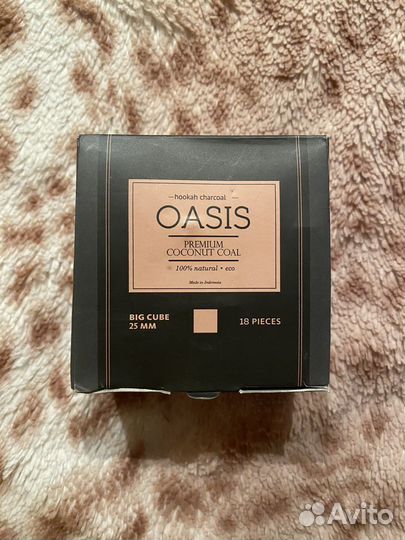 hookah charcoal
OASIS
PREMIUM
COCONUT COAL
100% natural • eco
Made in Indonesia
BIG CUBE
25 MM
18 PIECES
Avito